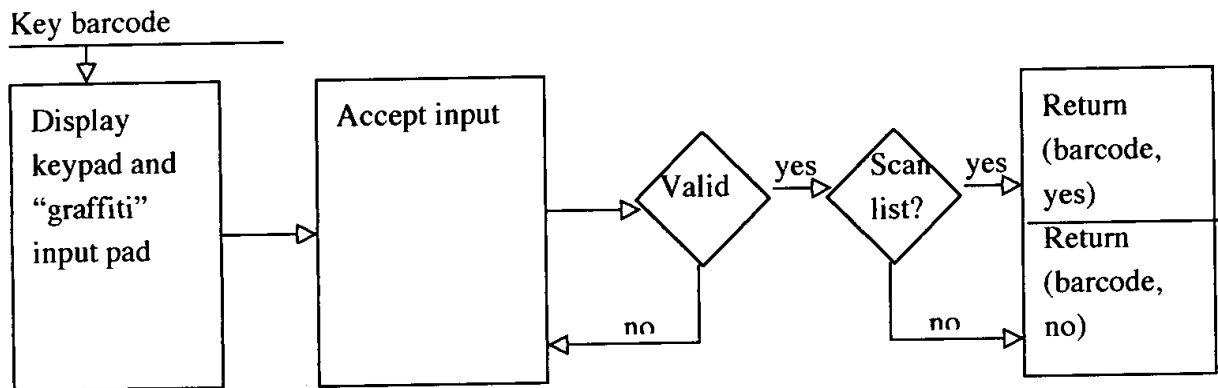 Key barcode
Display
keypad and
“graffiti”
input pad
Accept input
Valid
yes
no
Scan
list?
yes
no
Return
(barcode,
yes)
Return
(barcode,
no)